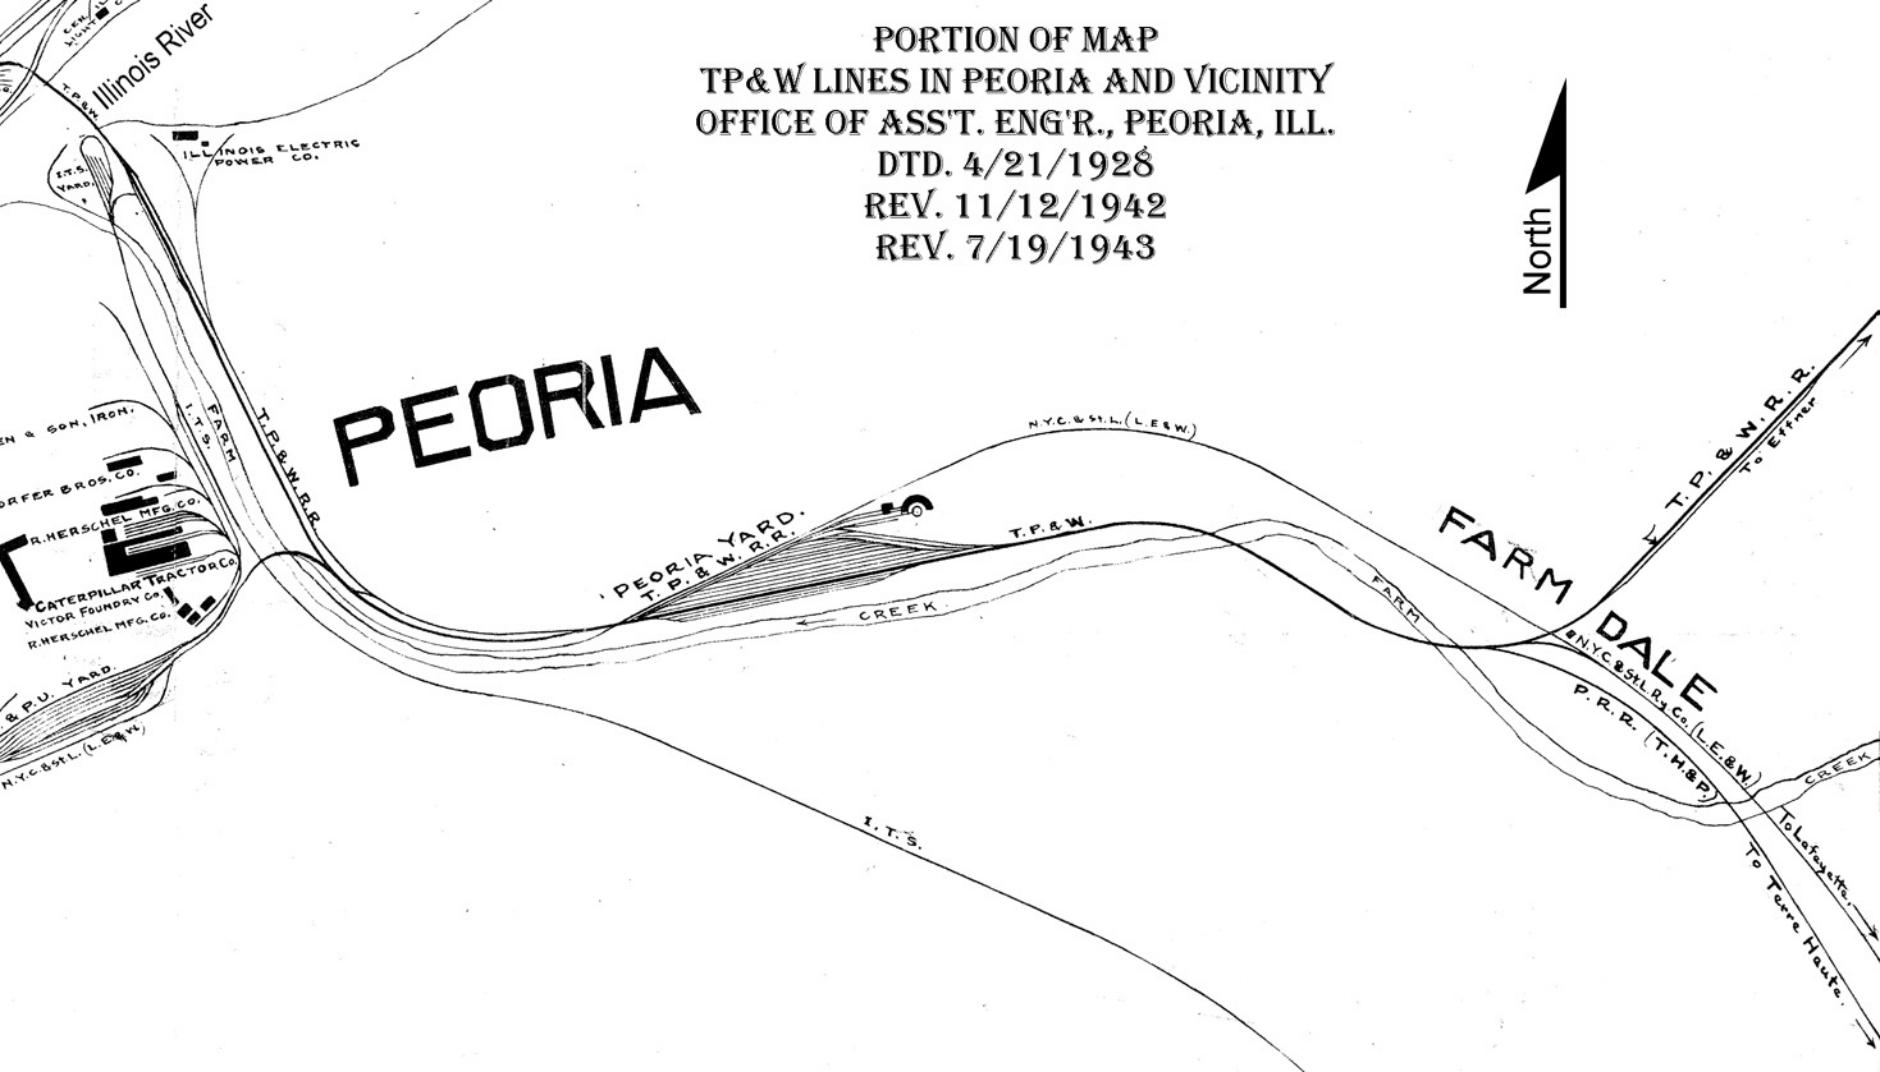 PORTION OF MAP
TP&W LINES IN PEORIA AND VICINITY
OFFICE OF ASS'T. ENG'R., PEORIA, ILL.
DTD. 4/21/1928
REV. 11/12/1942
REV. 7/19/1943
North
Illinois River
T.P.&W.
ILLINOIS ELECTRIC
POWER CO.
I.T.S.
YARD.
PEORIA
& SON, IRON.
I.T.S.
FARM
T.P.&W.R.R.
BROS. CO.
R. HERSCHEL MFG. CO.
CATERPILLAR TRACTOR CO.
VICTOR FOUNDRY CO.
R. HERSCHEL MFG. CO.
& P.U. YARD.
N.Y.C.&St.L. (L.E.&W.)
PEORIA YARD.
T.P.&W.R.R.
N.Y.C.&St.L. (L.E&W.)
T.P.&W.
CREEK
FARM
FARM DALE
T.P.&W.R.R.
To Effner
N.Y.C&St.L.Ry Co. (L.E.&W.)
P.R.R. (T.H.&P.)
CREEK
To Lafayette.
To Terre Haute.
I.T.S.